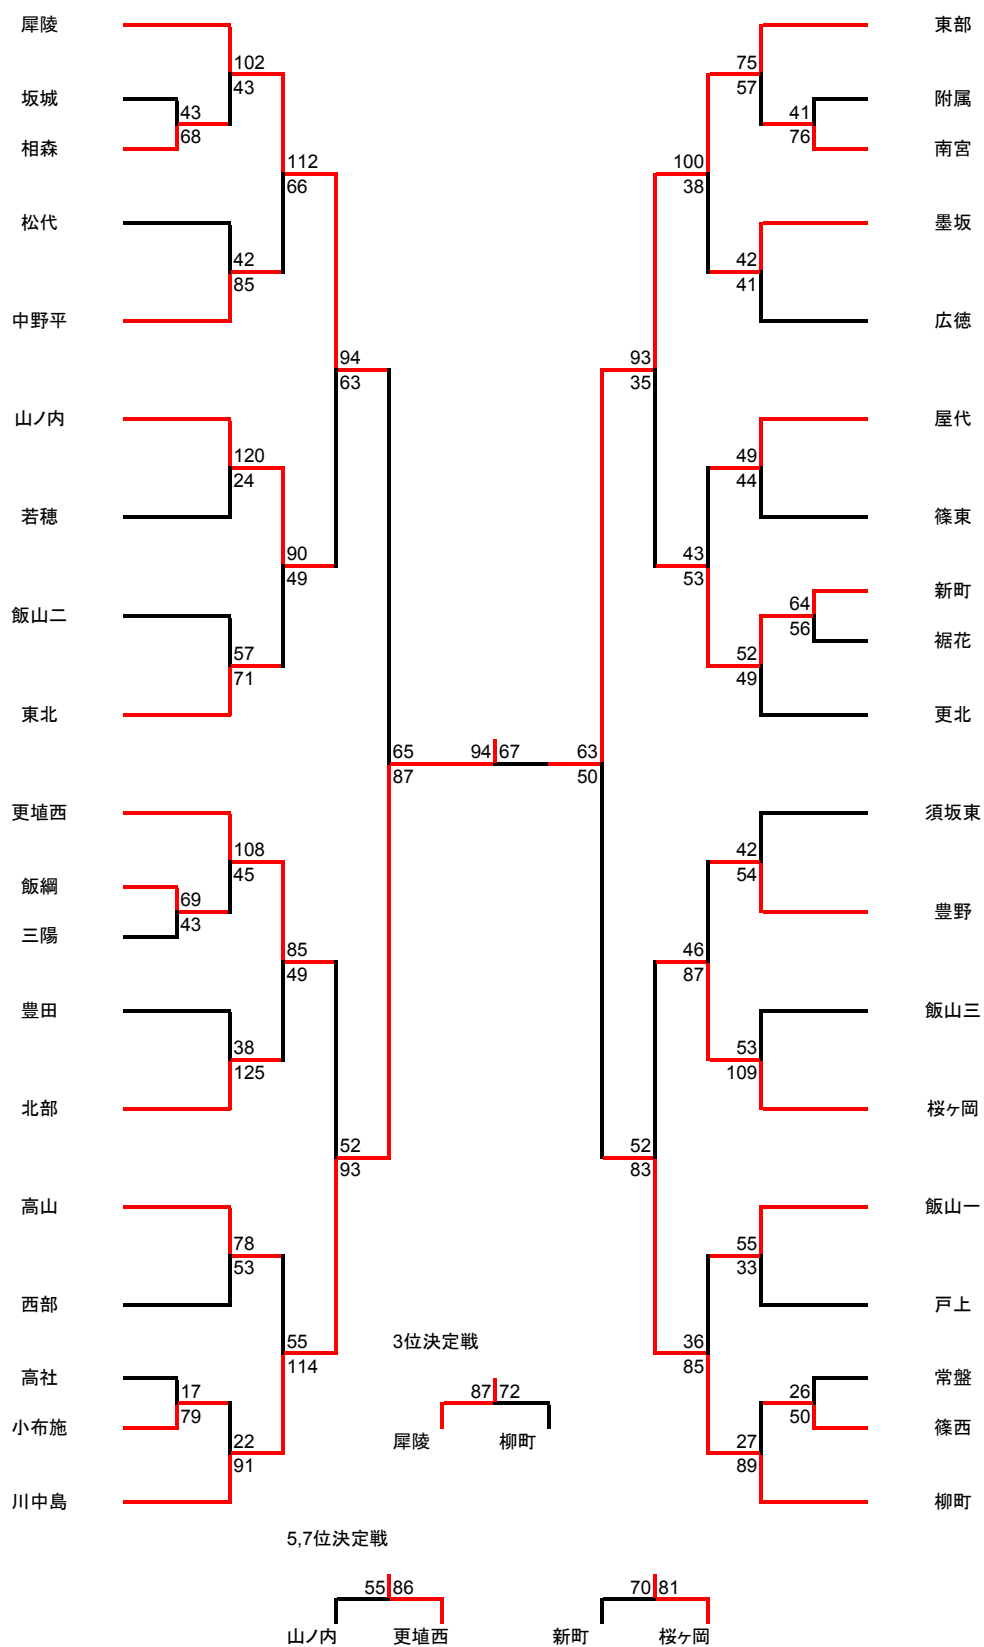 犀陵
東部
102
75
43
57
坂城
附属
43
41
68
76
相森
南宮
112
100
66
38
松代
墨坂
42
42
85
41
中野平
広徳
94
93
63
35
山ノ内
屋代
120
49
24
44
若穂
篠東
90
43
49
53
新町
64
飯山二
56
裾花
57
52
71
49
東北
更北
65
94 67
63
87
50
更埴西
須坂東
108
42
45
54
飯綱
69
43
豊野
三陽
85
46
49
87
豊田
飯山三
38
53
125
109
北部
桜ヶ岡
52
52
93
83
高山
飯山一
78
55
53
33
西部
戸上
55
3位決定戦
36
114
85
高社
常盤
17
87 72
26
79
50
小布施
篠西
22
犀陵
柳町
27
91
89
川中島
柳町
5,7位決定戦
55 86
70 81
山ノ内
更埴西
新町
桜ヶ岡